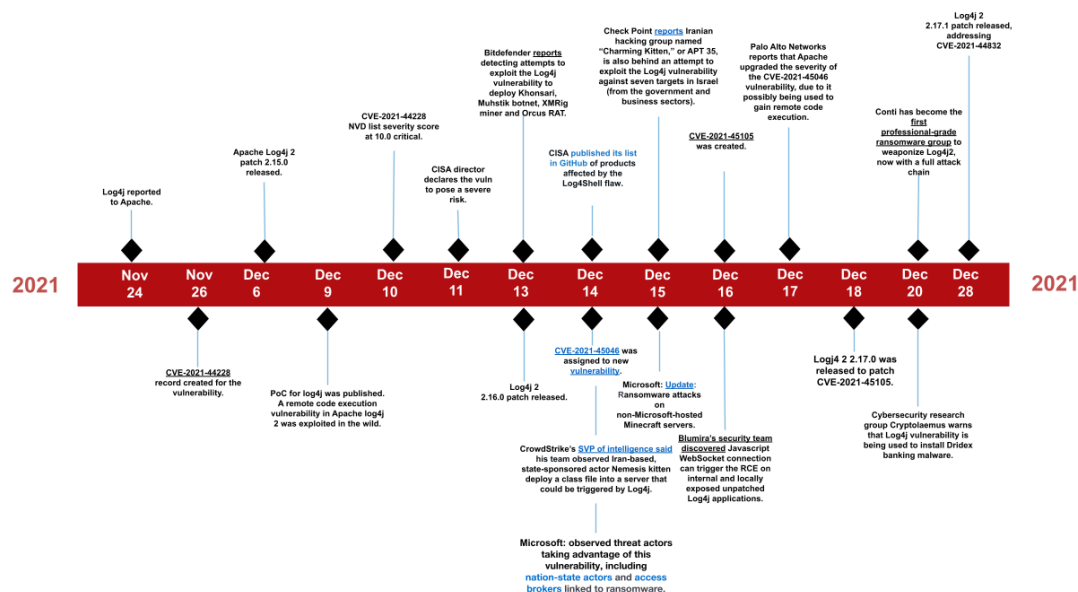 Log4j 2
2.17.1 patch released,
addressing
CVE-2021-44832
Check Point reports Iranian
hacking group named
“Charming Kitten,” or APT 35,
is also behind an attempt to
exploit the Log4j vulnerability
against seven targets in Israel
(from the government and
business sectors).
Palo Alto Networks
reports that Apache
upgraded the severity of
the CVE-2021-45046
vulnerability, due to it
possibly being used to
gain remote code
execution.
Bitdefender reports
detecting attempts to
exploit the Log4j
vulnerability to
deploy Khonsari,
Muhstik botnet, XMRig
miner and Orcus RAT.
Conti has become the
first
professional-grade
ransomware group to
weaponize Log4j2,
now with a full attack
chain
CVE-2021-44228
NVD list severity score
at 10.0 critical.
CVE-2021-45105
was created.
Apache Log4j 2
patch 2.15.0
released.
CISA published its list
in GitHub of products
affected by the
Log4Shell flaw.
CISA director
declares the vuln
to pose a severe
risk.
Log4j reported
to Apache.
2021
Nov
24
Nov
26
Dec
6
Dec
9
Dec
10
Dec
11
Dec
13
Dec
14
Dec
15
Dec
16
Dec
17
Dec
18
Dec
20
Dec
28
2021
CVE-2021-44228
record created for the
vulnerability.
PoC for log4j was published.
A remote code execution
vulnerability in Apache log4j
2 was exploited in the wild.
Log4j 2
2.16.0 patch released.
CVE-2021-45046 was
assigned to new
vulnerability.
CrowdStrike's SVP of intelligence said
his team observed Iran-based,
state-sponsored actor Nemesis kitten
deploy a class file into a server that
could be triggered by Log4j.
Microsoft: observed threat actors
taking advantage of this
vulnerability, including
nation-state actors and access
brokers linked to ransomware.
Microsoft: Update:
Ransomware attacks
on
non-Microsoft-hosted
Minecraft servers.
Blumira's security team
discovered Javascript
WebSocket connection
can trigger the RCE on
internal and locally
exposed unpatched
Log4j applications.
Logj4 2 2.17.0 was
released to patch
CVE-2021-45105.
Cybersecurity research
group Cryptolaemus warns
that Log4j vulnerability is
being used to install Dridex
banking malware.